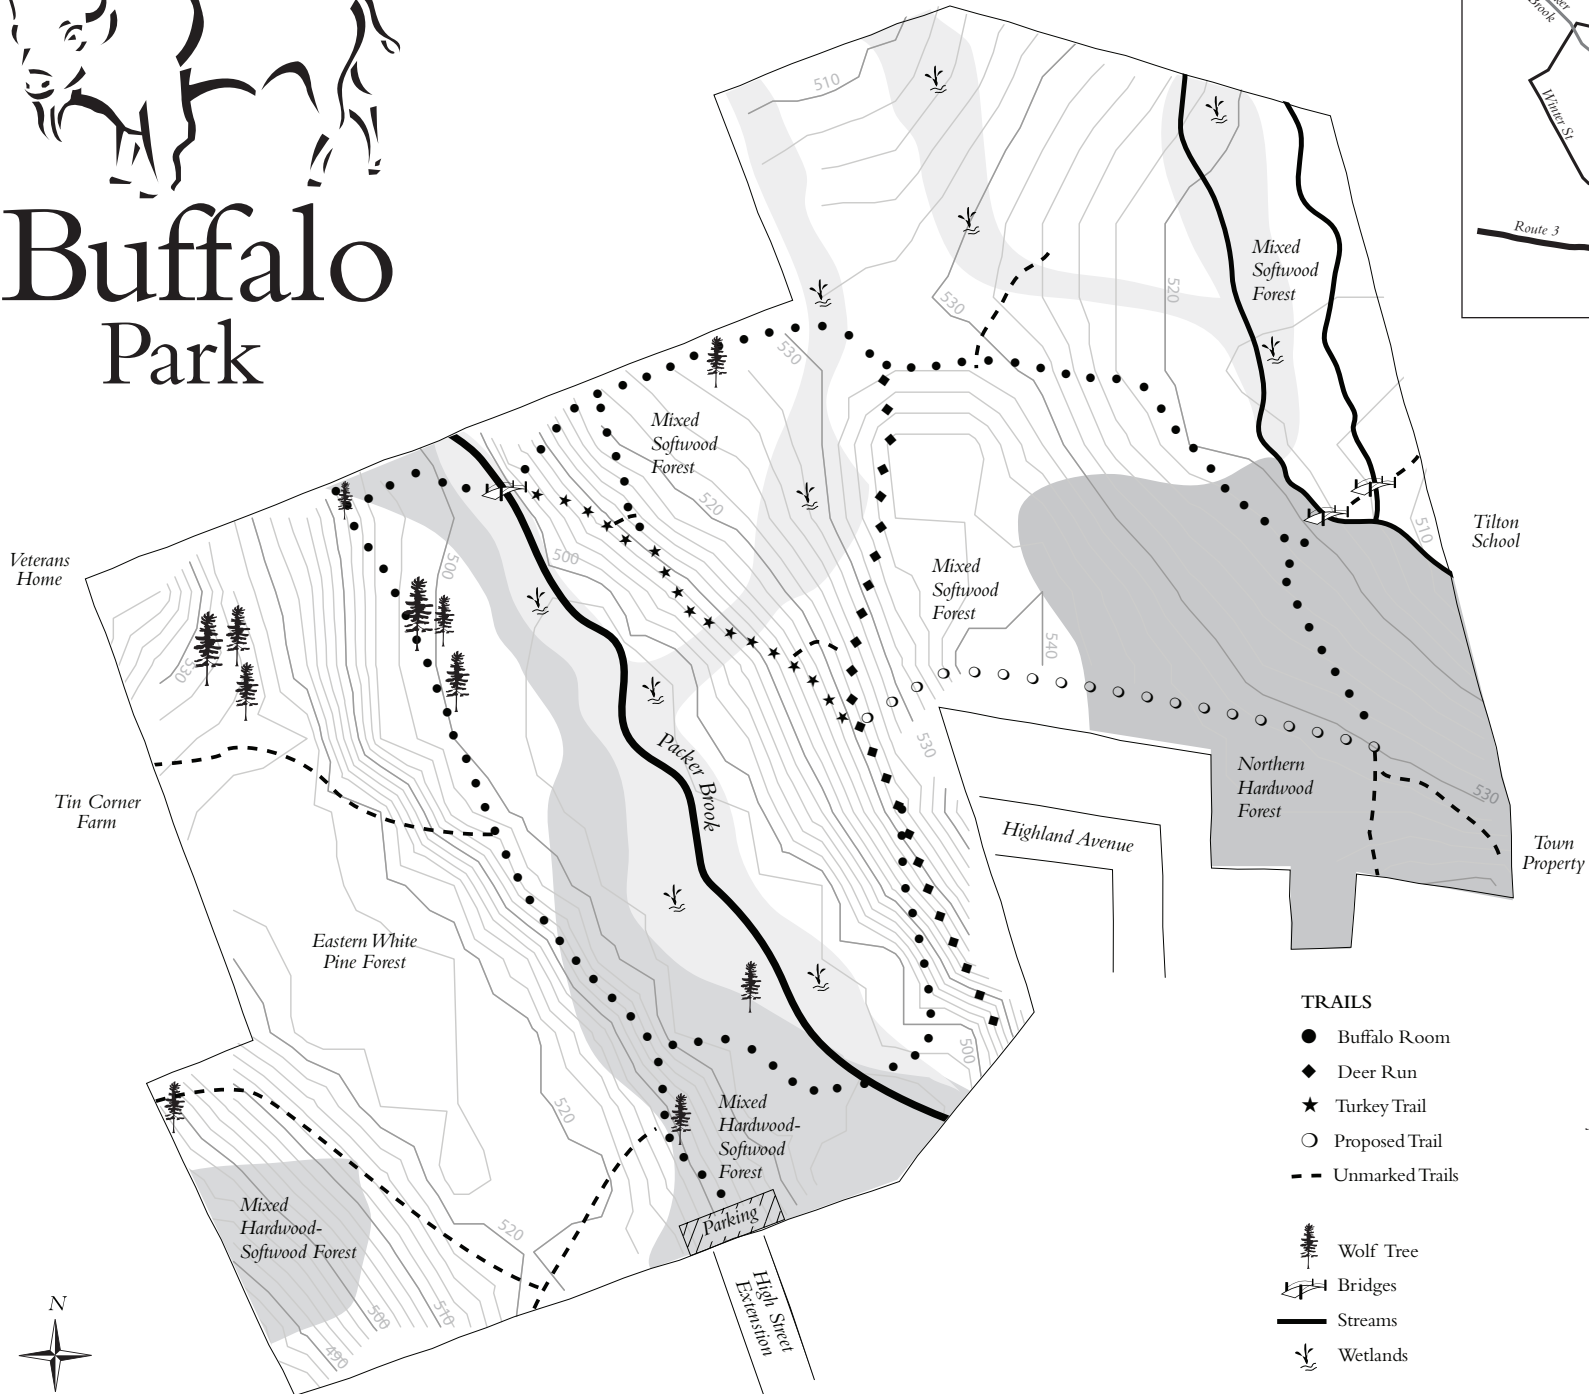 Buffalo
Park
Brook
Winter St
Route 3
510
530
520
Mixed
Softwood
Forest
530
Mixed
Softwood
Forest
520
500
500
Mixed
Softwood
Forest
540
510
Tilton
School
Veterans
Home
530
Packer Brook
530
Northern
Hardwood
Forest
530
Tin Corner
Farm
Highland Avenue
Town
Property
Eastern White
Pine Forest
500
520
Mixed
Hardwood-
Softwood
Forest
Mixed
Hardwood-
Softwood Forest
520
Parking
500
510
490
High Street
Extenstion
N
TRAILS
Buffalo Room
Deer Run
Turkey Trail
Proposed Trail
Unmarked Trails
Wolf Tree
Bridges
Streams
Wetlands